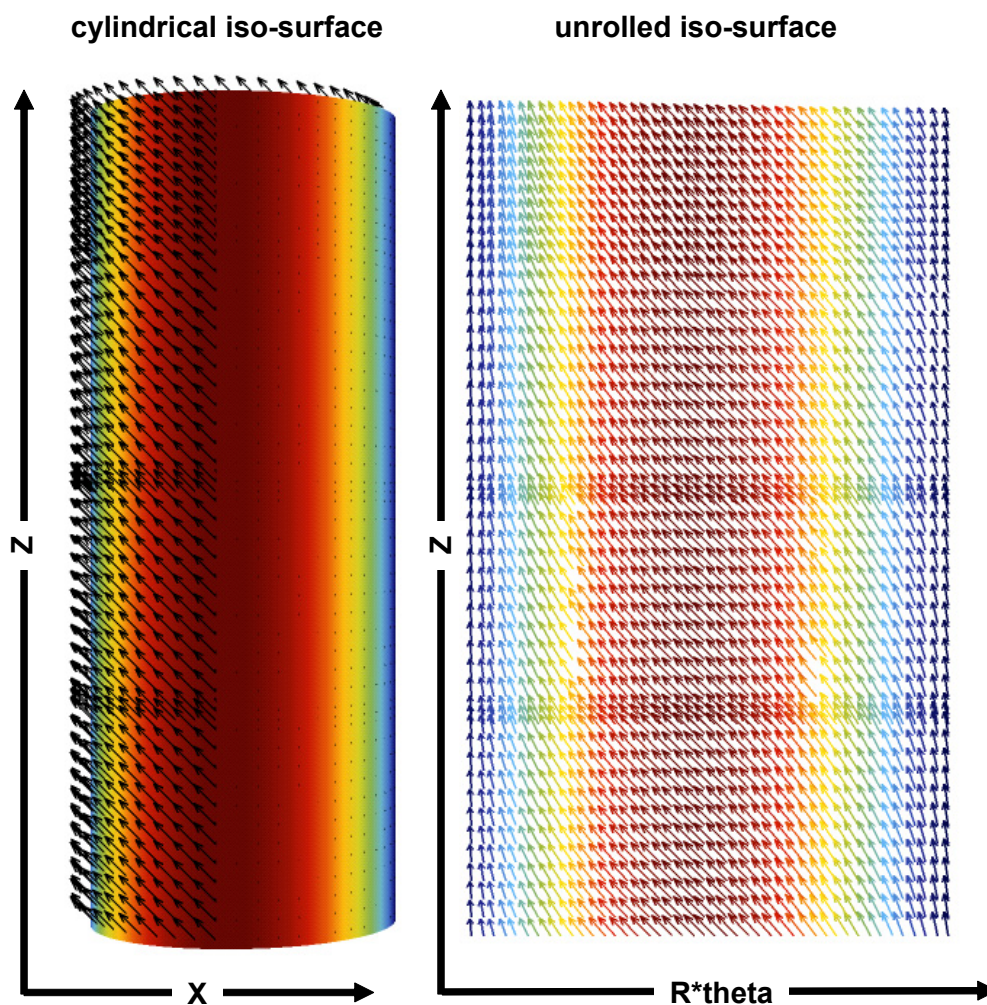 cylindrical iso-surface
unrolled iso-surface
Z
Z
X
R*theta